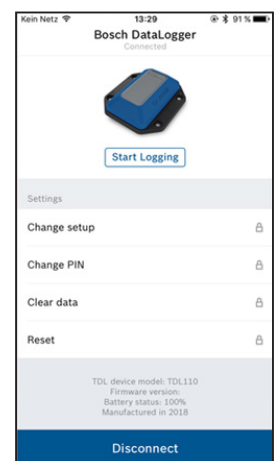 Kein Netz 13:29 91 %
Bosch DataLogger
Connected
Start Logging
Settings
Change setup
Change PIN
Clear data
Reset
TDL device model: TDL110
Firmware version:
Battery status: 100%
Manufactured in 2018
Disconnect